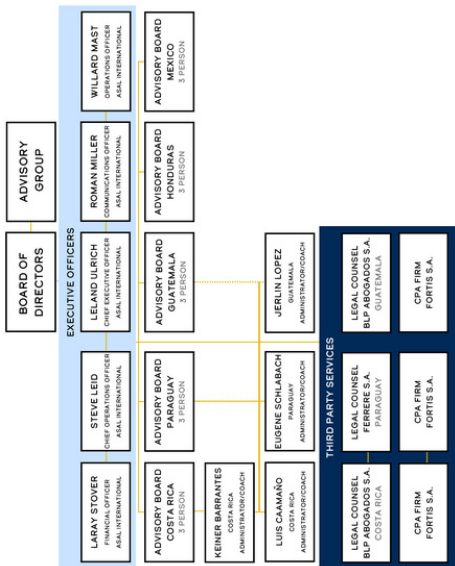 BOARD OF
DIRECTORS
ADVISORY
GROUP
EXECUTIVE OFFICERS
LARAY STOVER
FINANCIAL OFFICER
ASAL INTERNATIONAL
STEVE LEID
CHIEF OPERATIONS OFFICER
ASAL INTERNATIONAL
LELAND ULRICH
CHIEF EXECUTIVE OFFICER
ASAL INTERNATIONAL
ROMAN MILLER
COMMUNICATIONS OFFICER
ASAL INTERNATIONAL
WILLARD MAST
OPERATIONS OFFICER
ASAL INTERNATIONAL
ADVISORY BOARD
COSTA RICA
3 PERSON
ADVISORY BOARD
PARAGUAY
3 PERSON
ADVISORY BOARD
GUATEMALA
3 PERSON
ADVISORY BOARD
HONDURAS
3 PERSON
ADVISORY BOARD
MEXICO
3 PERSON
KEINER BARRANTES
COSTA RICA
ADMINISTRATOR/COACH
LUIS CAAMAÑO
COSTA RICA
ADMINISTRATOR/COACH
EUGENE SCHLABACH
PARAGUAY
ADMINISTRATOR/COACH
JERLIN LOPEZ
GUATEMALA
ADMINISTRATOR/COACH
THIRD PARTY SERVICES
LEGAL COUNSEL
BLP ABOGADOS S.A.
COSTA RICA
LEGAL COUNSEL
FERRERE S.A.
PARAGUAY
LEGAL COUNSEL
BLP ABOGADOS S.A.
GUATEMALA
CPA FIRM
FORTIS S.A.
CPA FIRM
FORTIS S.A.
CPA FIRM
FORTIS S.A.